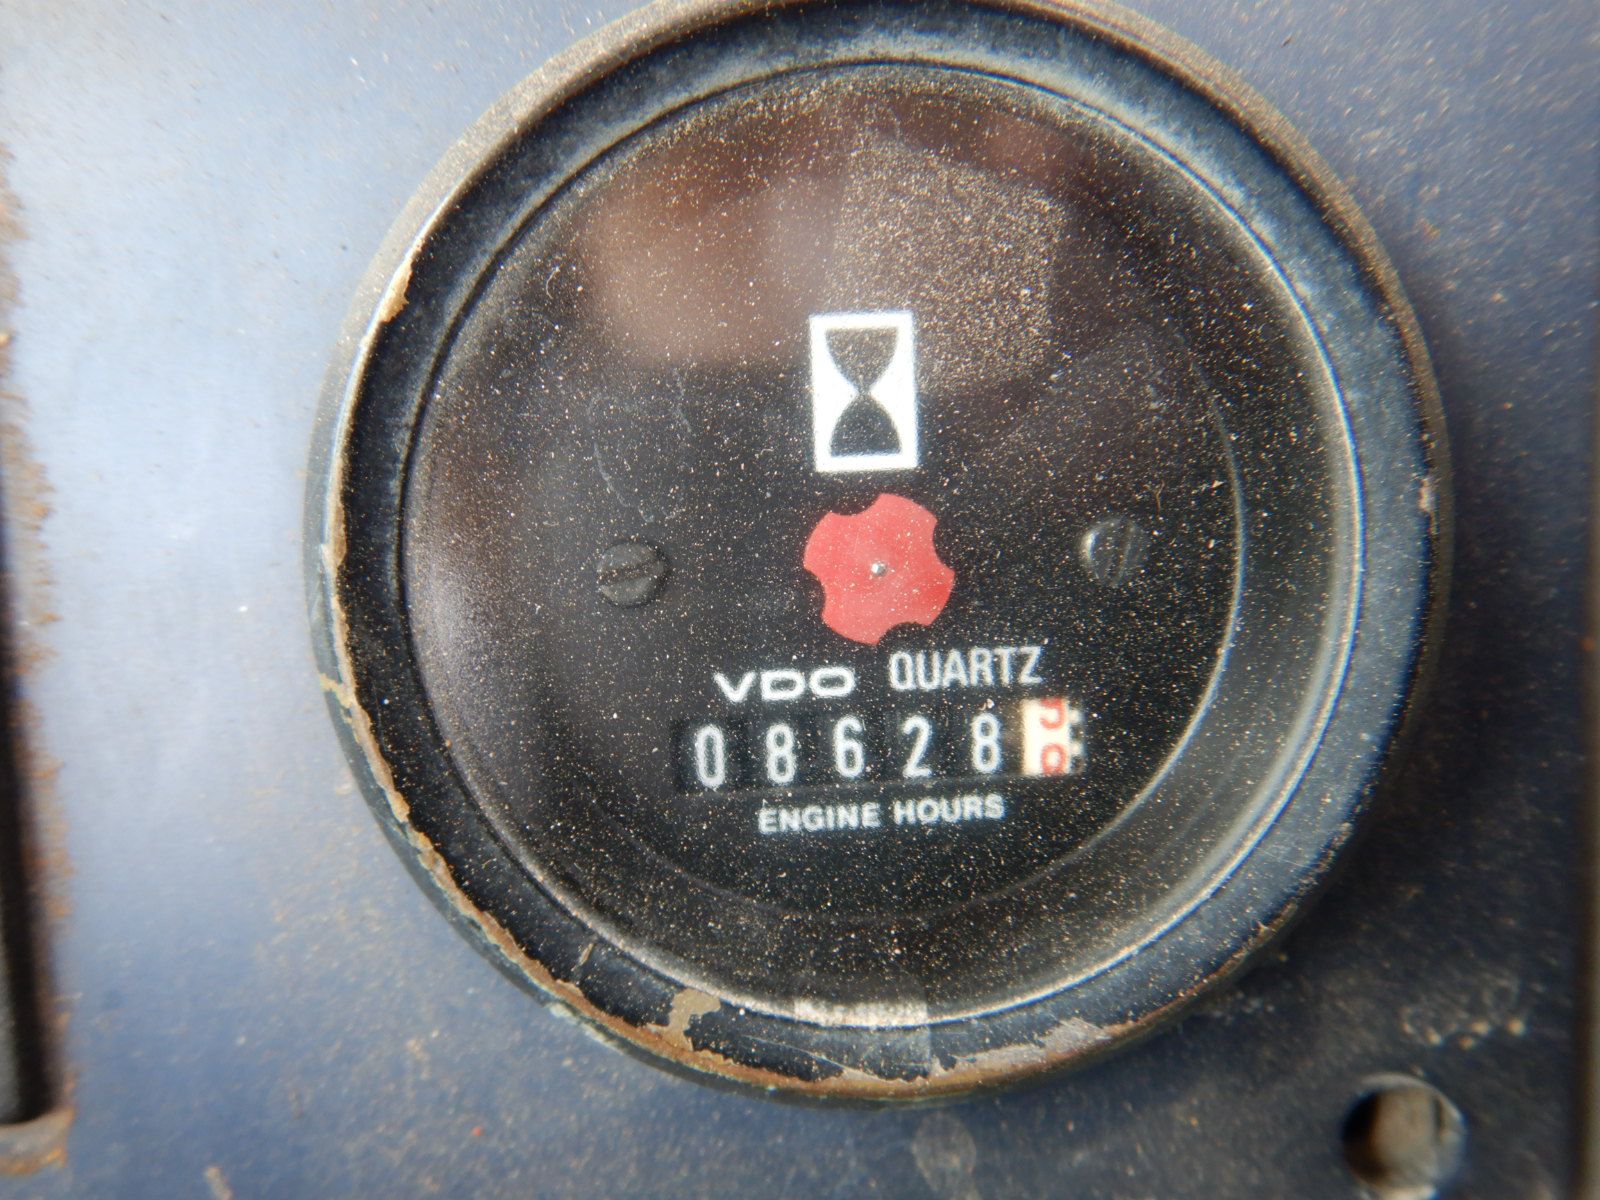 VDO QUARTZ
08628
ENGINE HOURS